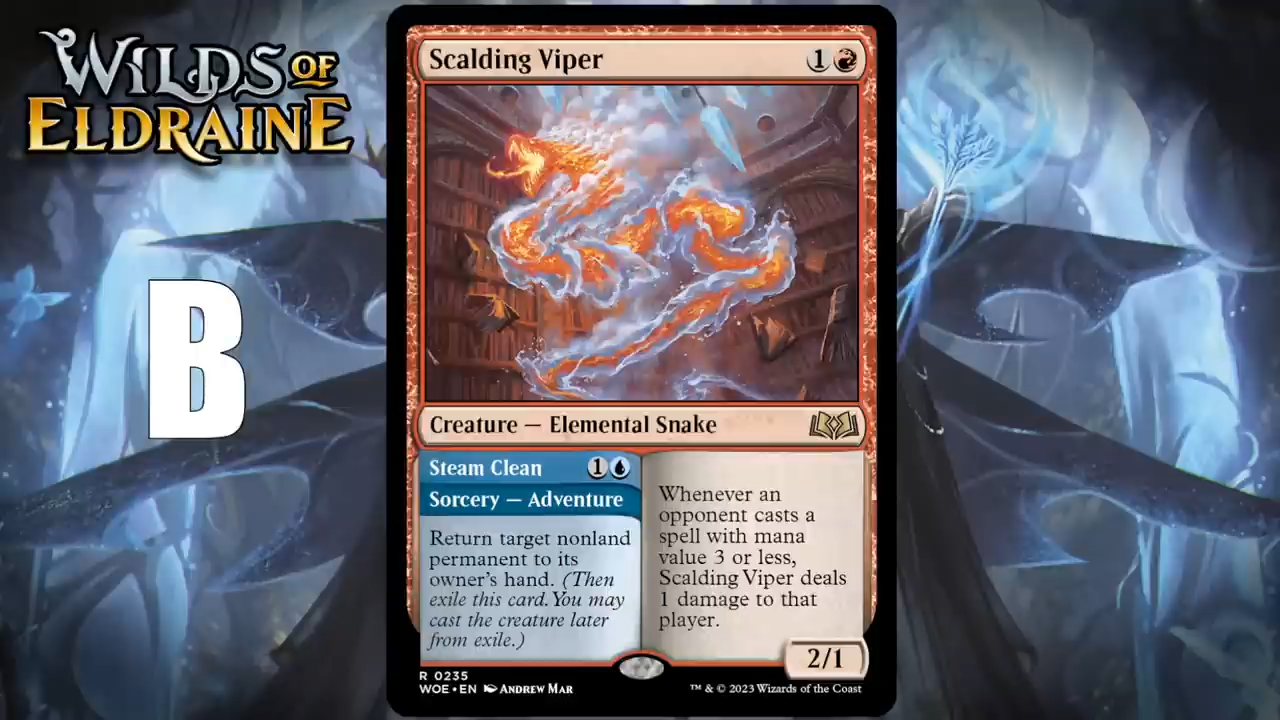 WILDS OF
ELDRAINE
B
Scalding Viper 1
Creature — Elemental Snake
Steam Clean 1
Sorcery — Adventure
Return target nonland
permanent to its
owner's hand. (Then
exile this card. You may
cast the creature later
from exile.)
Whenever an
opponent casts a
spell with mana
value 3 or less,
Scalding Viper deals
1 damage to that
player.
2/1
R 0235
WOE • EN Andrew Mar
™ & © 2023 Wizards of the Coast